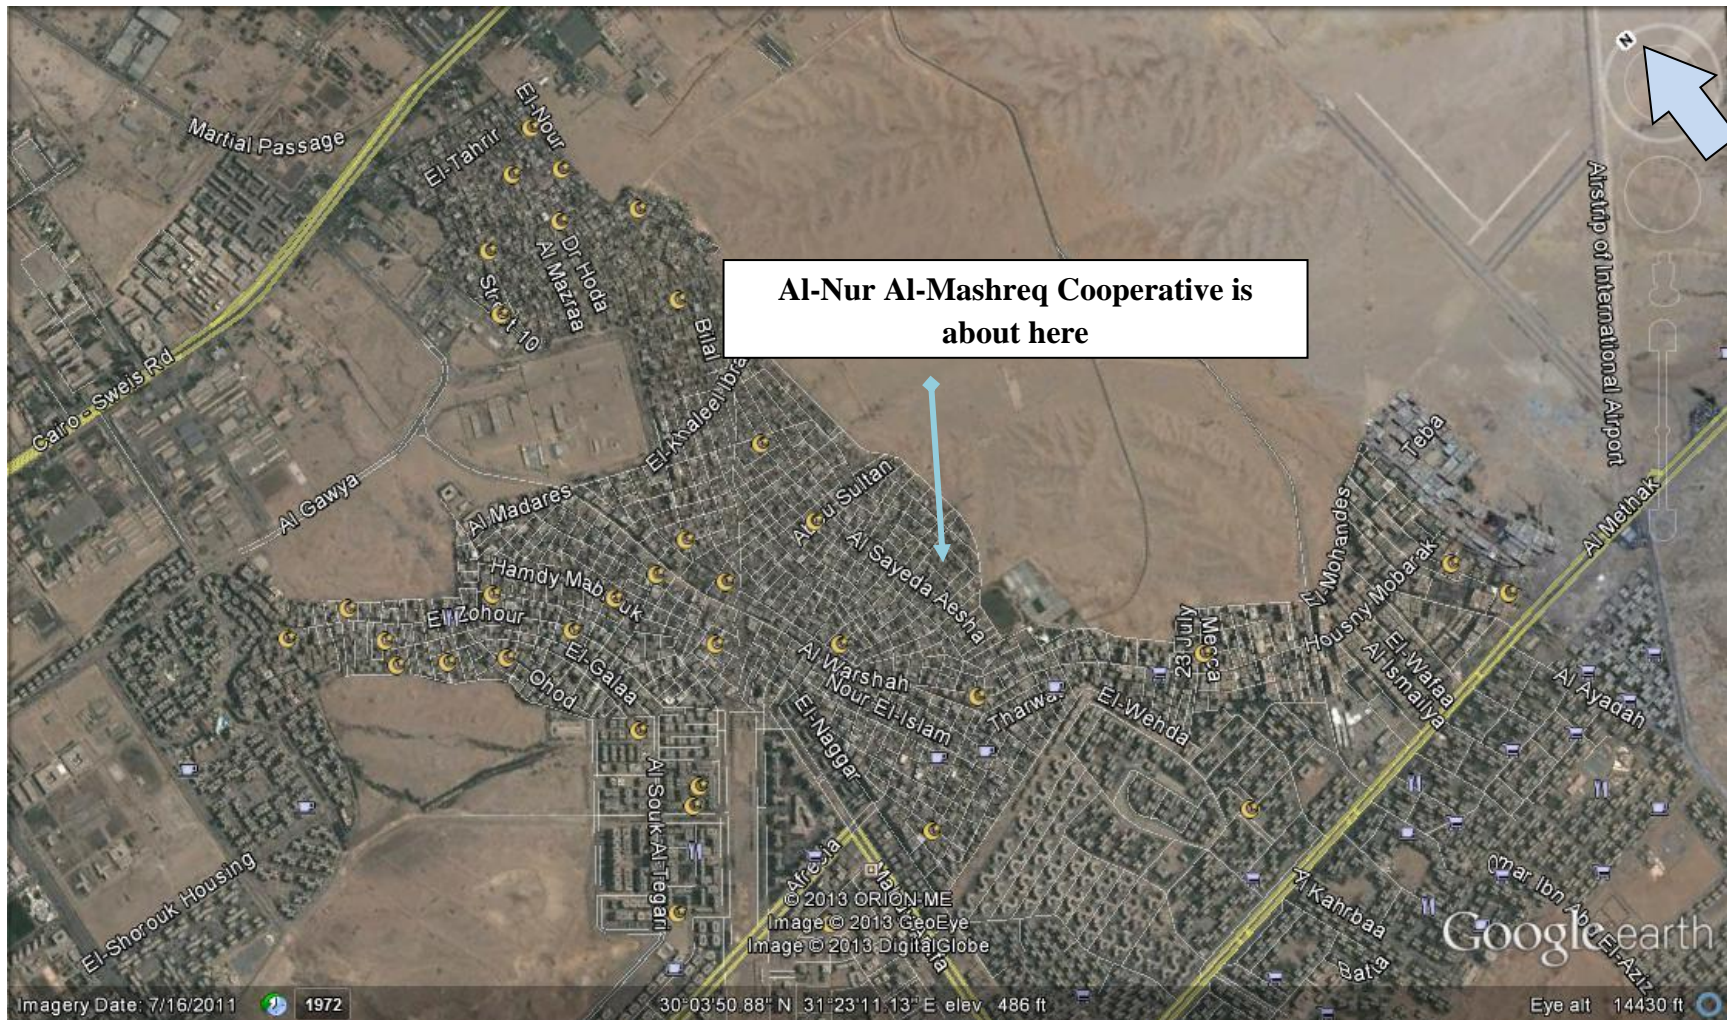 N
Martial Passage
El-Tahrir
El-Nour
Dr Hoda
Al Mazraa
Street 10
Bilal
Airstrip of International Airport
Al-Nur Al-Mashreq Cooperative is
about here
Cairo - Sweis Rd
El-Khaleel Ibra
Al Gawya
Al Madares
Abou Sultan
Al Sayeda Aesha
Teba
Al Methak
El-Mohandes
Housny Mobarak
Hamdy Mabrouk
El-Zohour
El-Galaa
Ohod
Al Warshah
Nour El-Islam
El-Naggar
Tharwa
El-Wehda
23 July
Mecca
El-Wafaa
Al Ismailya
Al Ayadah
Al Souk Al Tegari
El-Shorouk Housing
Afreqia
Al Kahrbaa
Omar Ibn Abd El-Aziz
Batta
© 2013 ORION-ME
Image © 2013 GeoEye
Image © 2013 DigitalGlobe
Google earth
Imagery Date: 7/16/2011 1972 30°03'50.88" N 31°23'11.13" E elev 486 ft Eye alt 14430 ft